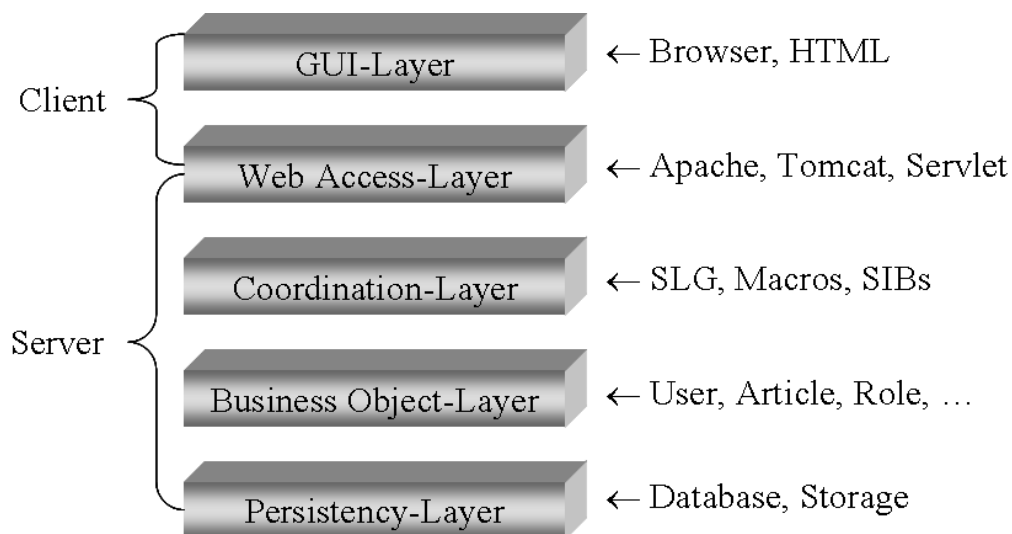 GUI-Layer
← Browser, HTML
Client
Web Access-Layer
← Apache, Tomcat, Servlet
Coordination-Layer
← SLG, Macros, SIBs
Server
Business Object-Layer
← User, Article, Role, …
Persistency-Layer
← Database, Storage